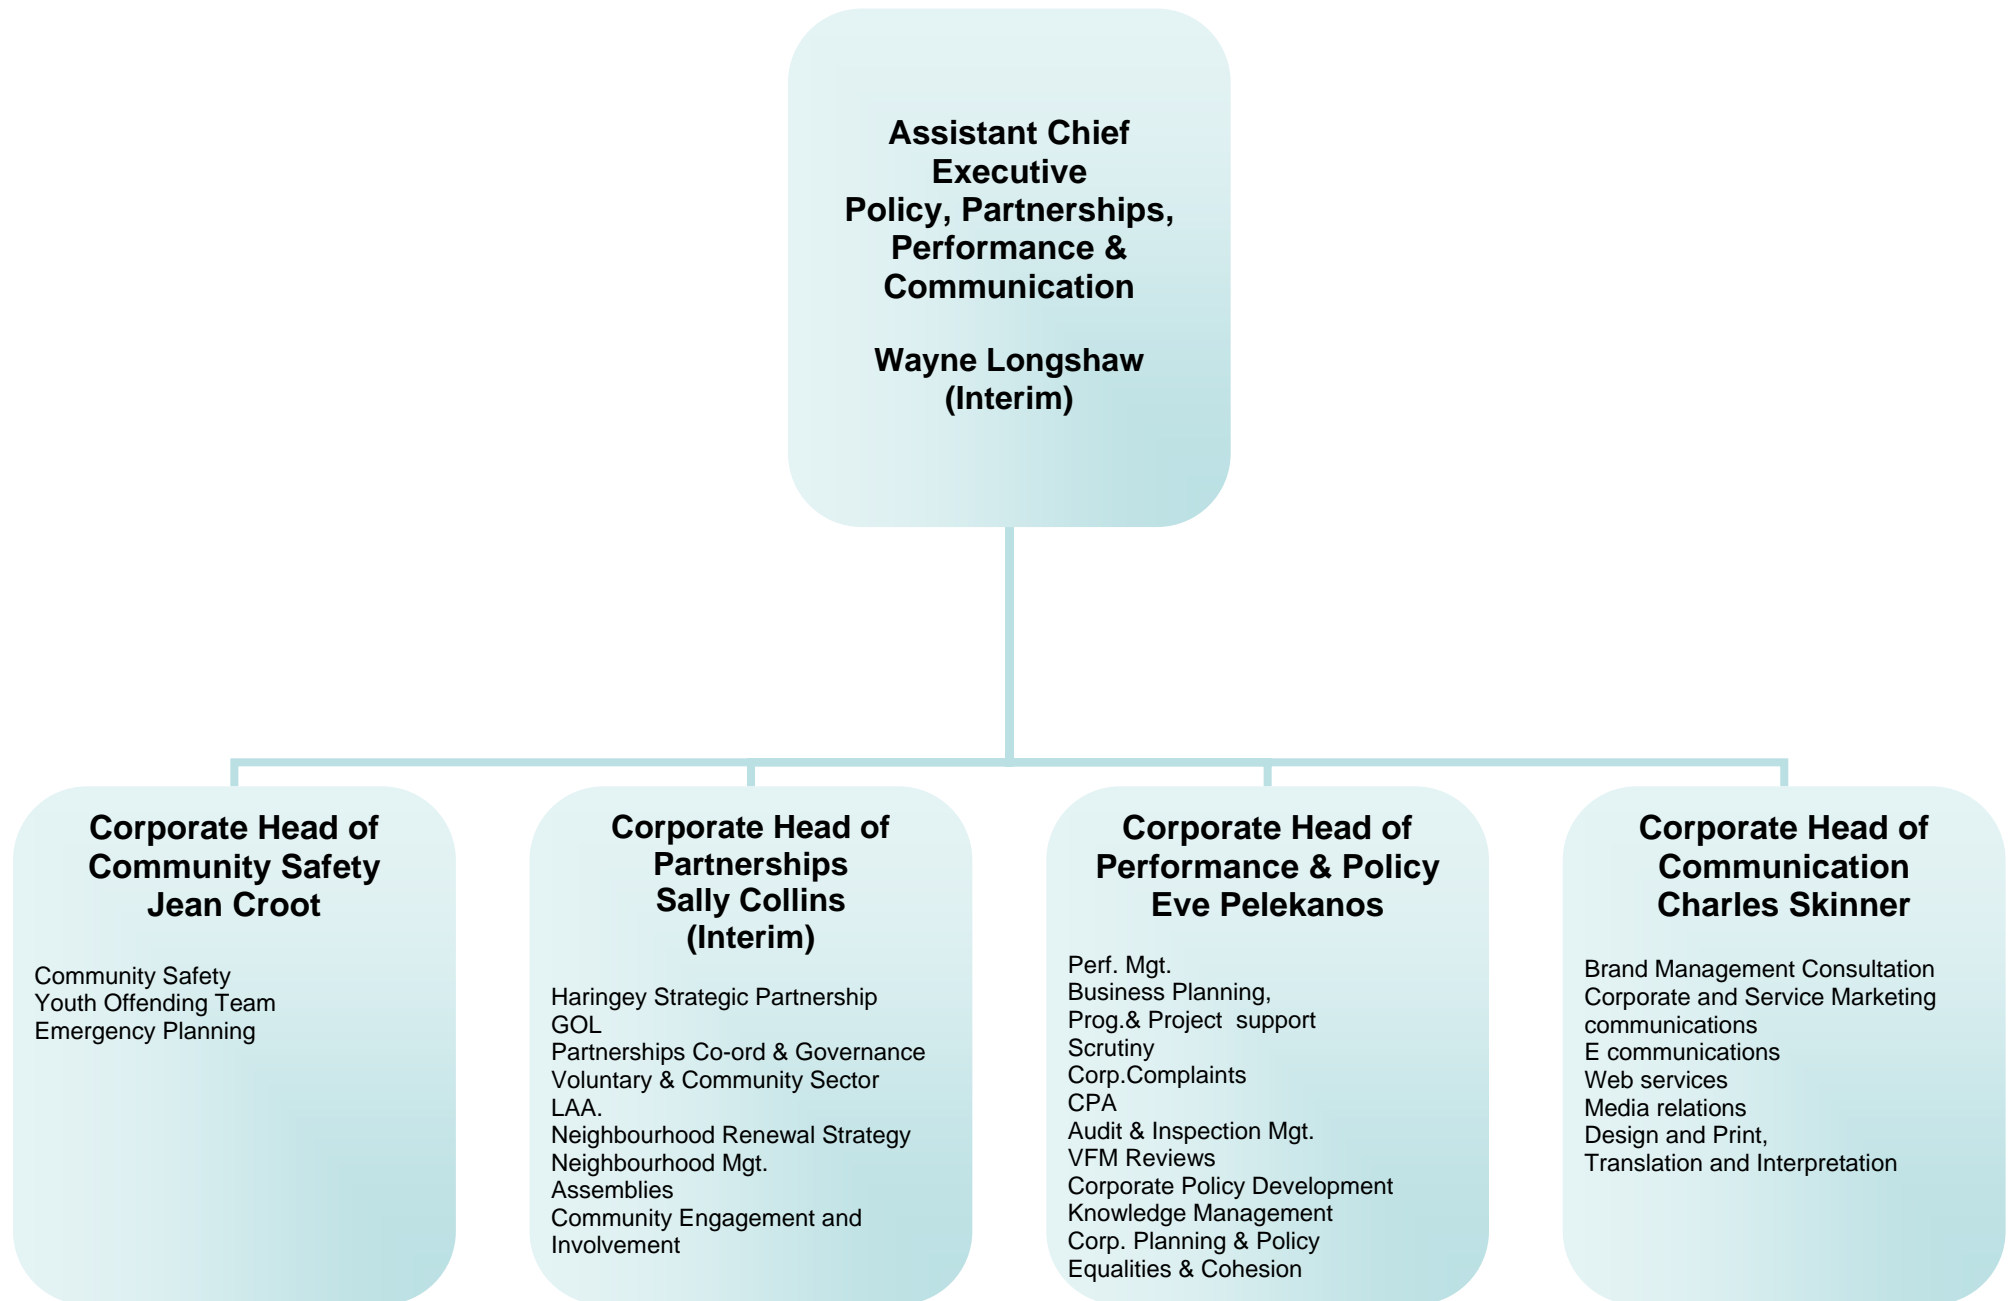 Assistant Chief
Executive
Policy, Partnerships,
Performance &
Communication
Wayne Longshaw
(Interim)
Corporate Head of
Community Safety
Jean Croot
Community Safety
Youth Offending Team
Emergency Planning
Corporate Head of
Partnerships
Sally Collins
(Interim)
Haringey Strategic Partnership
GOL
Partnerships Co-ord & Governance
Voluntary & Community Sector
LAA.
Neighbourhood Renewal Strategy
Neighbourhood Mgt.
Assemblies
Community Engagement and
Involvement
Corporate Head of
Performance & Policy
Eve Pelekanos
Perf. Mgt.
Business Planning,
Prog.& Project  support
Scrutiny
Corp.Complaints
CPA
Audit & Inspection Mgt.
VFM Reviews
Corporate Policy Development
Knowledge Management
Corp. Planning & Policy
Equalities & Cohesion
Corporate Head of
Communication
Charles Skinner
Brand Management Consultation
Corporate and Service Marketing
communications
E communications
Web services
Media relations
Design and Print,
Translation and Interpretation